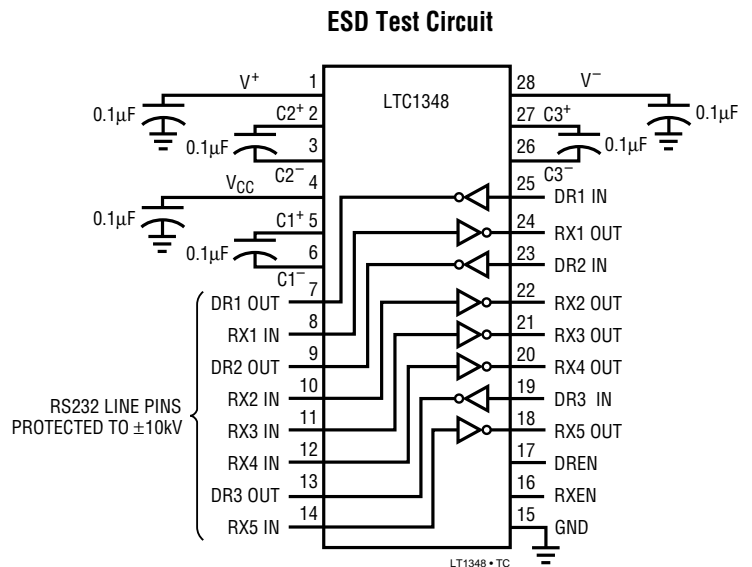 ESD Test Circuit
LTC1348
V+ 1
0.1µF
C2+ 2
0.1µF
3
C2–
VCC 4
0.1µF
C1+ 5
0.1µF
6
C1–
DR1 OUT 7
RX1 IN 8
DR2 OUT 9
RX2 IN 10
RX3 IN 11
RX4 IN 12
DR3 OUT 13
RX5 IN 14
RS232 LINE PINS
PROTECTED TO ±10kV
28 V–
0.1µF
27 C3+
0.1µF
26
C3–
25 DR1 IN
24 RX1 OUT
23 DR2 IN
22 RX2 OUT
21 RX3 OUT
20 RX4 OUT
19 DR3 IN
18 RX5 OUT
17 DREN
16 RXEN
15 GND
LT1348 • TC